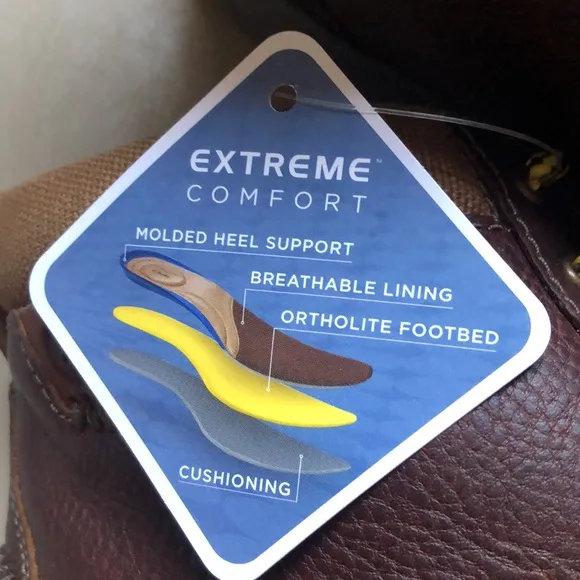 EXTREME™
COMFORT
MOLDED HEEL SUPPORT
BREATHABLE LINING
ORTHOLITE FOOTBED
CUSHIONING